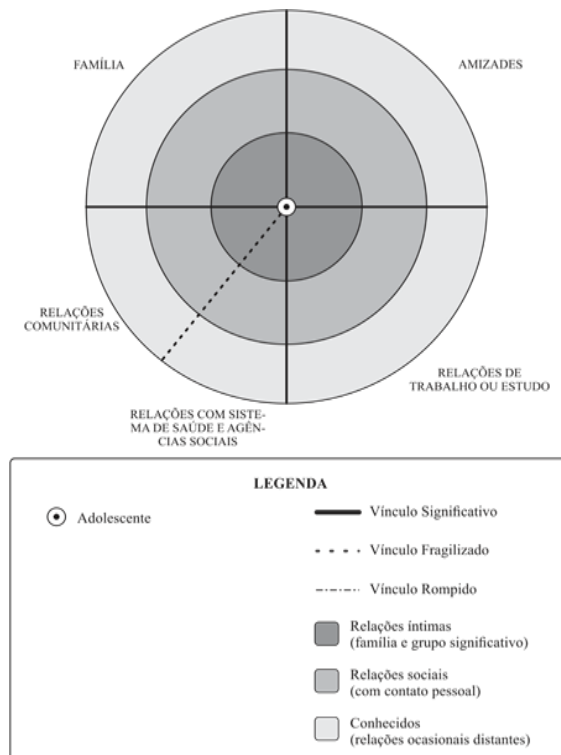 FAMÍLIA
AMIZADES
RELAÇÕES
COMUNITÁRIAS
RELAÇÕES DE
TRABALHO OU ESTUDO
RELAÇÕES COM SISTE-
MA DE SAÚDE E AGÊN-
CIAS SOCIAIS
LEGENDA
Adolescente
Vínculo Significativo
Vínculo Fragilizado
Vínculo Rompido
Relações íntimas
(família e grupo significativo)
Relações sociais
(com contato pessoal)
Conhecidos
(relações ocasionais distantes)